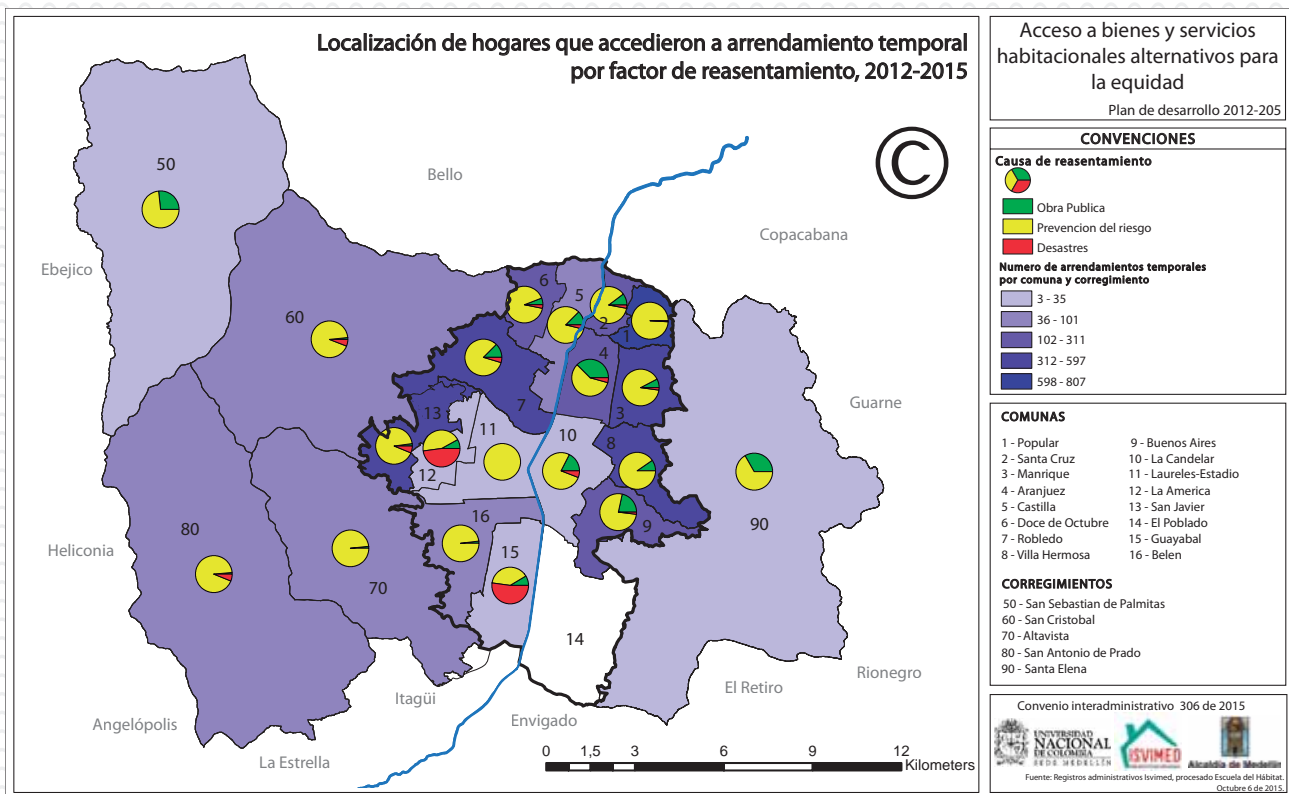 Localización de hogares que accedieron a arrendamiento temporal
por factor de reasentamiento, 2012-2015
©
Bello
Copacabana
Ebejico
Guarne
Heliconia
Rionegro
El Retiro
Itagüi
Envigado
Angelópolis
La Estrella
50
60
6
5
2
1
4
3
7
13
11
12
10
8
9
90
80
70
16
15
14
0 1,5 3 6 9 12
Kilometers
Acceso a bienes y servicios
habitacionales alternativos para
la equidad
Plan de desarrollo 2012-205
CONVENCIONES
Causa de reasentamiento
Obra Publica
Prevencion del riesgo
Desastres
Numero de arrendamientos temporales
por comuna y corregimiento
3 - 35
36 - 101
102 - 311
312 - 597
598 - 807
COMUNAS
1 - Popular
2 - Santa Cruz
3 - Manrique
4 - Aranjuez
5 - Castilla
6 - Doce de Octubre
7 - Robledo
8 - Villa Hermosa
9 - Buenos Aires
10 - La Candelar
11 - Laureles-Estadio
12 - La America
13 - San Javier
14 - El Poblado
15 - Guayabal
16 - Belen
CORREGIMIENTOS
50 - San Sebastian de Palmitas
60 - San Cristobal
70 - Altavista
80 - San Antonio de Prado
90 - Santa Elena
Convenio interadministrativo 306 de 2015
UNIVERSIDAD
NACIONAL
DE COLOMBIA
SEDE MEDELLÍN
ISVIMED
Alcaldía de Medellín
Fuente: Registros administrativos Isvimed, procesado Escuela del Hábitat.
Octubre 6 de 2015.